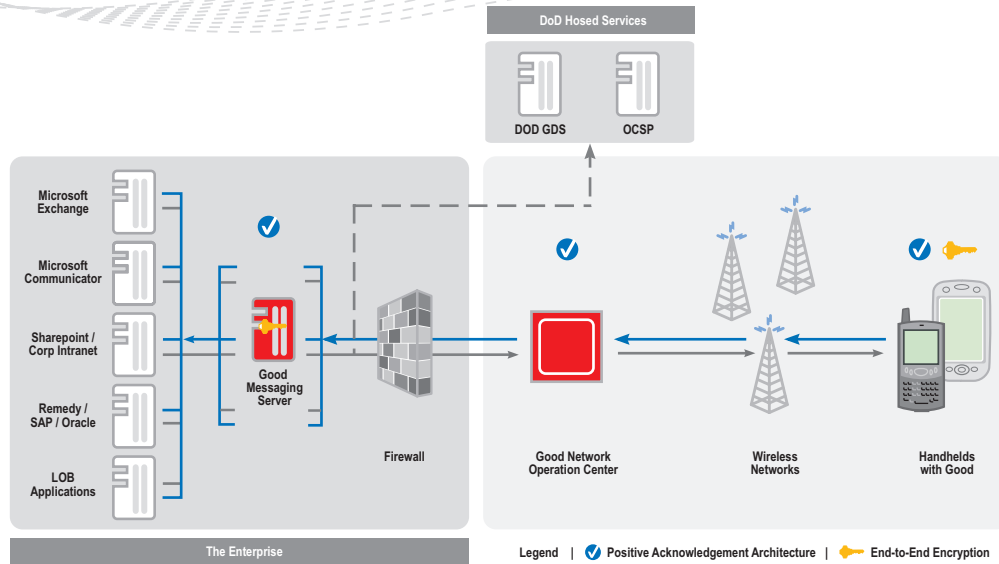 DoD Hosed Services
DOD GDS
OCSP
Microsoft
Exchange
Microsoft
Communicator
Sharepoint /
Corp Intranet
Remedy /
SAP / Oracle
LOB
Applications
Good
Messaging
Server
Firewall
Good Network
Operation Center
Wireless
Networks
Handhelds
with Good
The Enterprise
Legend | Positive Acknowledgement Architecture | End-to-End Encryption